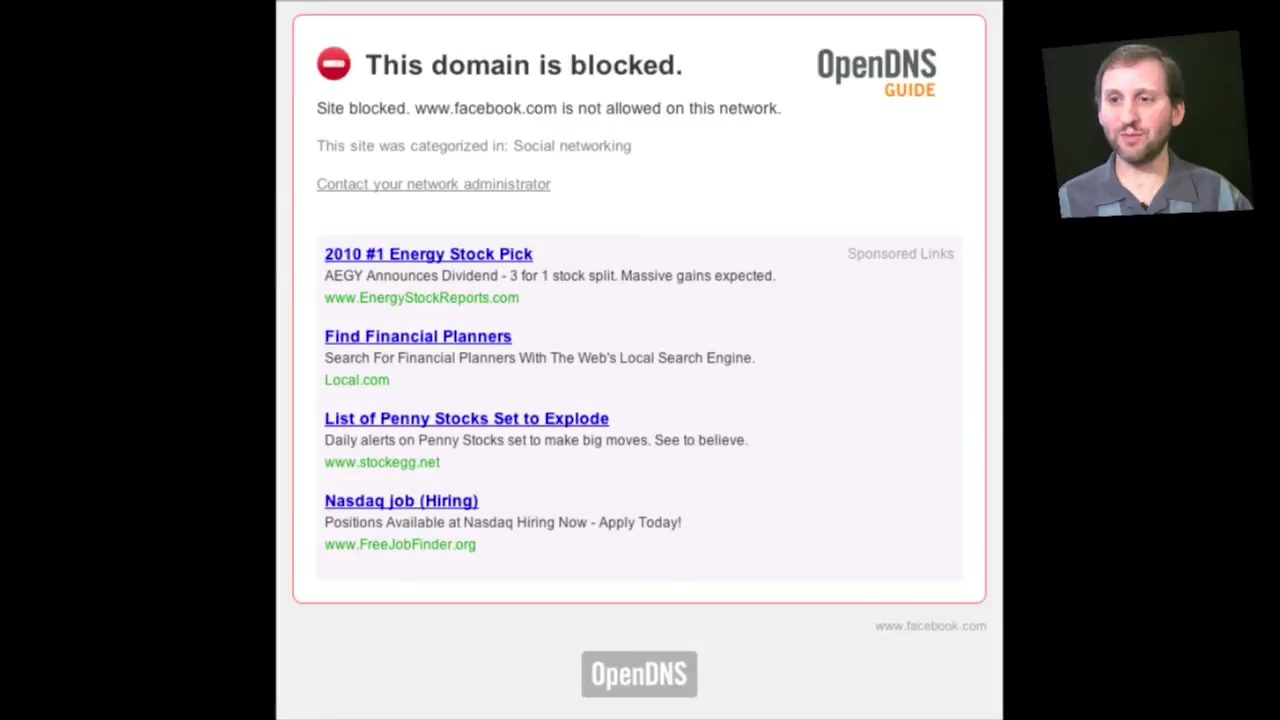 This domain is blocked.
OpenDNS
GUIDE
Site blocked. www.facebook.com is not allowed on this network.
This site was categorized in: Social networking
Contact your network administrator
2010 #1 Energy Stock Pick
Sponsored Links
AEGY Announces Dividend - 3 for 1 stock split. Massive gains expected.
www.EnergyStockReports.com
Find Financial Planners
Search For Financial Planners With The Web's Local Search Engine.
Local.com
List of Penny Stocks Set to Explode
Daily alerts on Penny Stocks set to make big moves. See to believe.
www.stockegg.net
Nasdaq job (Hiring)
Positions Available at Nasdaq Hiring Now - Apply Today!
www.FreeJobFinder.org
www.facebook.com
OpenDNS